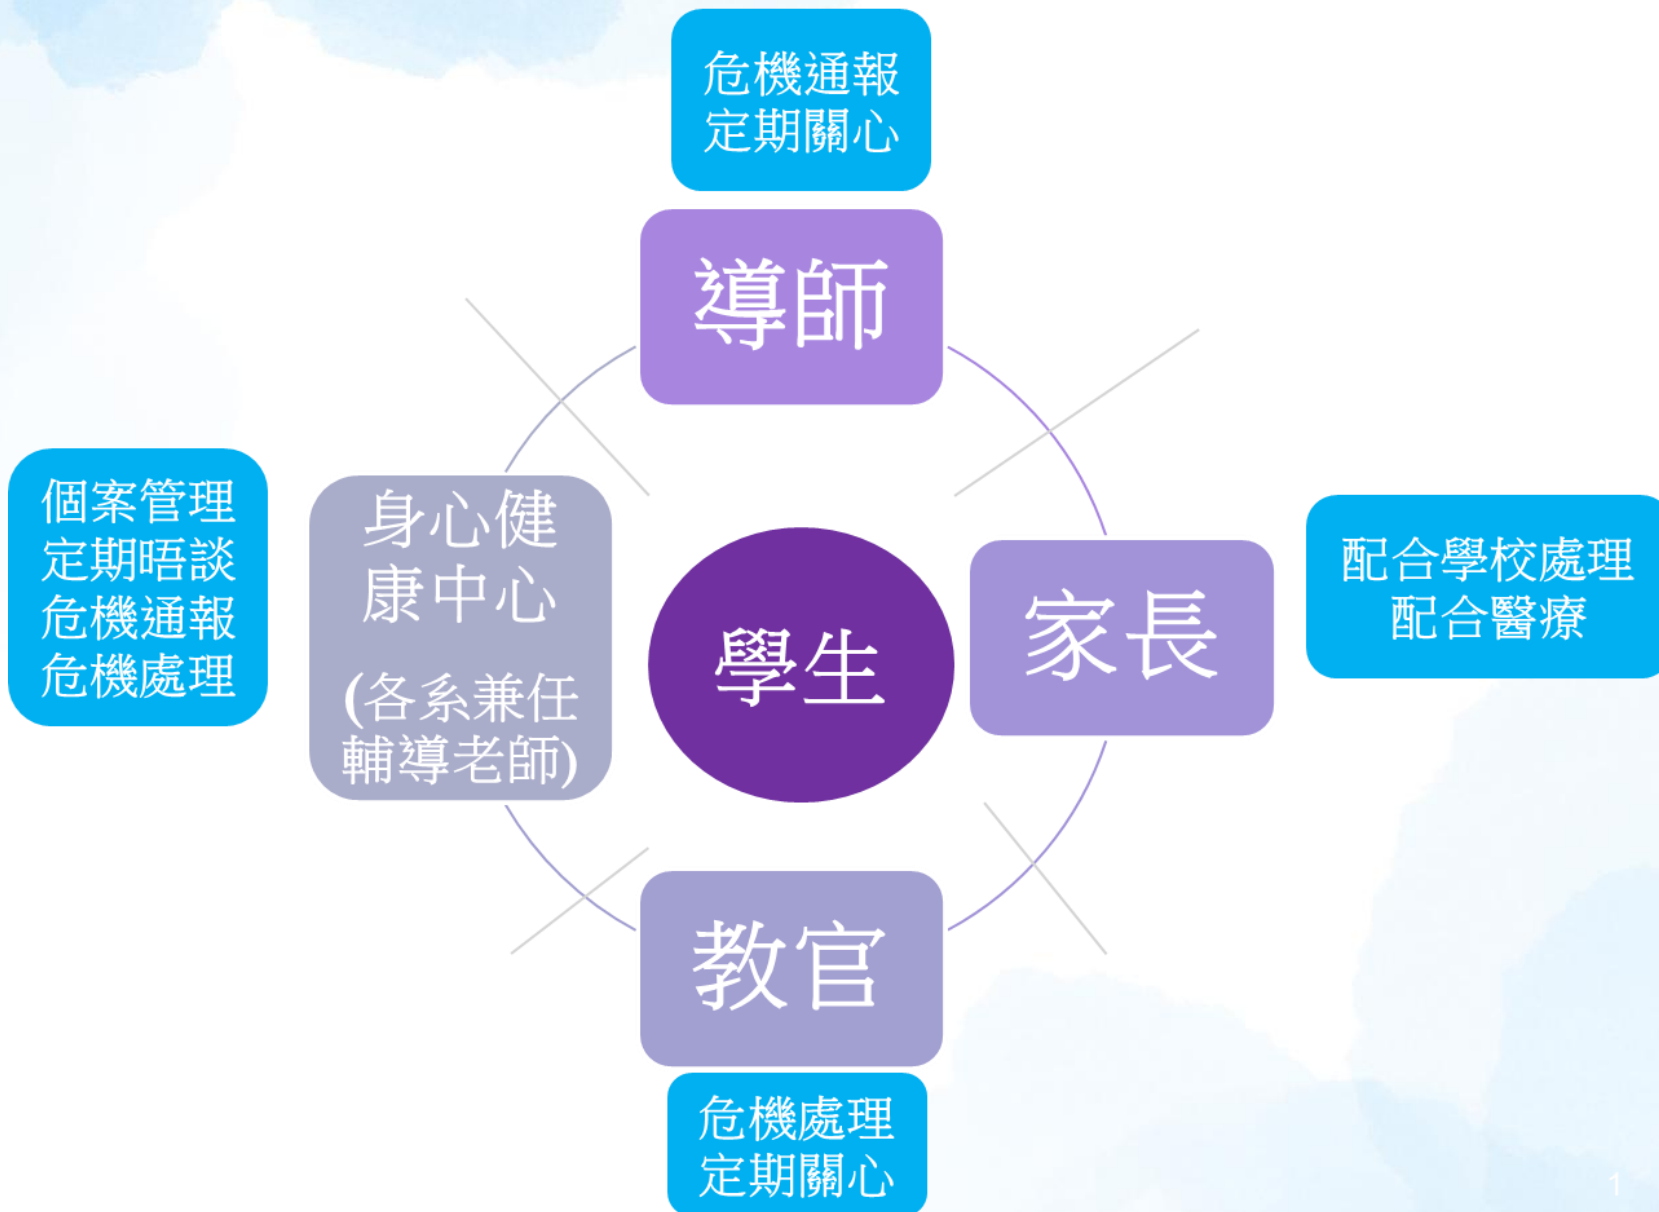 危機通報
定期關心
導師
個案管理
定期晤談
危機通報
危機處理
身心健
康中心
(各系兼任
輔導老師)
學生
家長
配合學校處理
配合醫療
教官
危機處理
定期關心
1